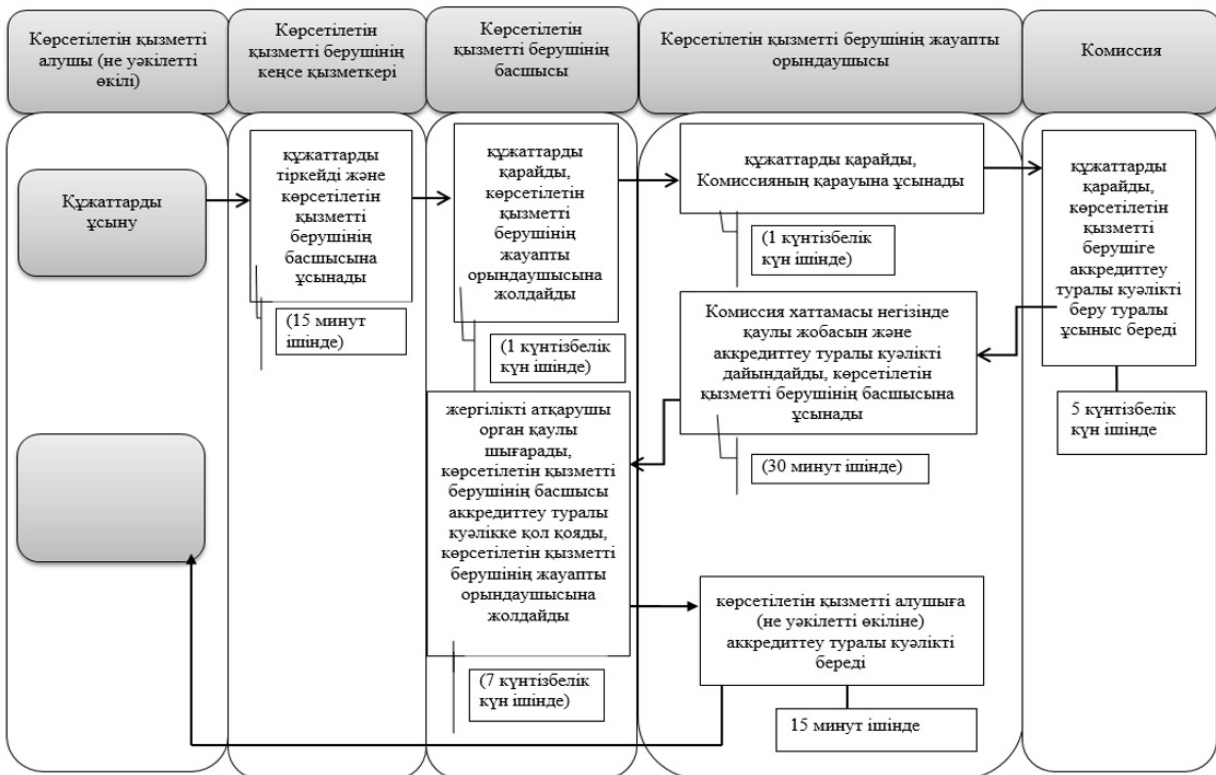 Көрсетілетін қызметті
алушы (не уәкілетті
өкілі)
Көрсетілетін
қызметті берушінің
кеңсе қызметкері
Көрсетілетін
қызметті берушінің
басшысы
Көрсетілетін қызметті берушінің жауапты
орындаушысы
Комиссия
Құжаттарды
ұсыну
құжаттарды
тіркейді және
көрсетілетін
қызметті
берушінің
басшысына
ұсынады
(15 минут
ішінде)
құжаттарды
қарайды,
көрсетілетін
қызметті
берушінің
жауапты
орындаушысына
жолдайды
(1 күнтізбелік
күн ішінде)
құжаттарды қарайды,
Комиссияның қарауына ұсынады
(1 күнтізбелік
күн ішінде)
құжаттарды
қарайды,
көрсетілетін
қызметті
берушіге
аккредиттеу
туралы куәлікті
беру туралы
ұсыныс береді
5 күнтізбелік
күн ішінде
Комиссия хаттамасы негізінде
қаулы жобасын және
аккредиттеу туралы куәлікті
дайындайды, көрсетілетін
қызметті берушінің басшысына
ұсынады
(30 минут ішінде)
жергілікті атқарушы
орган қаулы
шығарады,
көрсетілетін қызметті
берушінің басшысы
аккредиттеу туралы
куәлікке қол қояды,
көрсетілетін қызметті
берушінің жауапты
орындаушысына
жолдайды
(7 күнтізбелік
күн ішінде)
көрсетілетін қызметті алушыға
(не уәкілетті өкіліне)
аккредиттеу туралы куәлікті
береді
15 минут ішінде